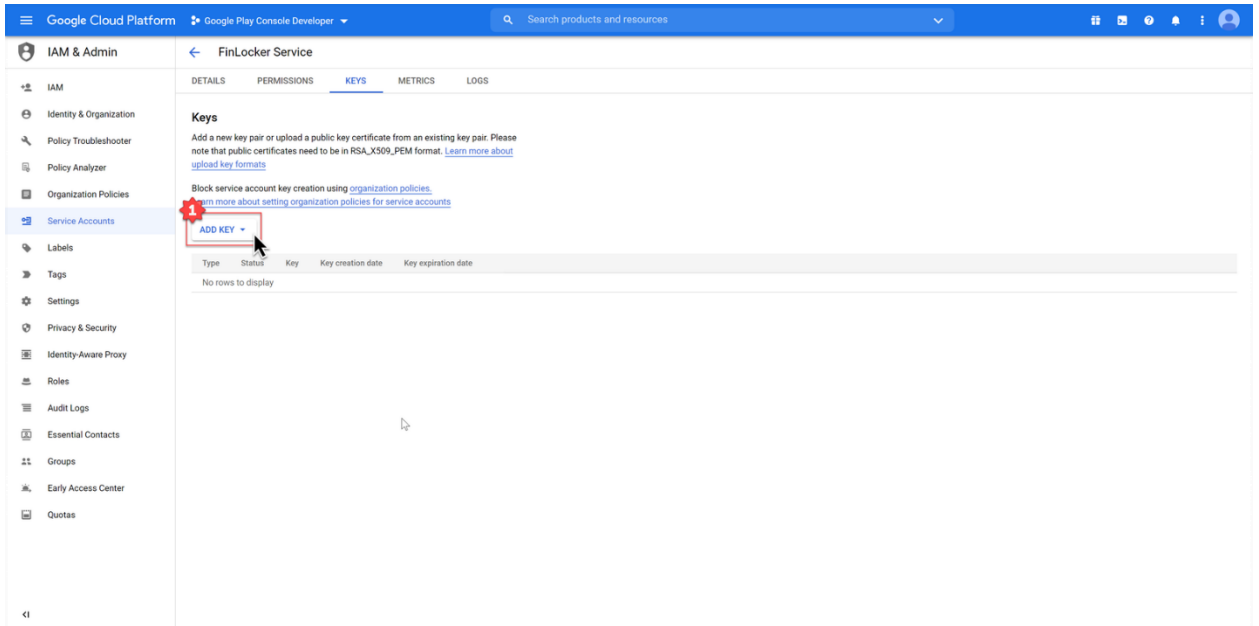 Google Cloud Platform
Google Play Console Developer
Search products and resources
IAM & Admin
FinLocker Service
IAM
Identity & Organization
Policy Troubleshooter
Policy Analyzer
Organization Policies
Service Accounts
Labels
Tags
Settings
Privacy & Security
Identity-Aware Proxy
Roles
Audit Logs
Essential Contacts
Groups
Early Access Center
Quotas
DETAILS PERMISSIONS KEYS METRICS LOGS
Keys
Add a new key pair or upload a public key certificate from an existing key pair. Please
note that public certificates need to be in RSA_X509_PEM format. Learn more about
upload key formats
Block service account key creation using organization policies.
more about setting organization policies for service accounts
1
ADD KEY
Type Status Key Key creation date Key expiration date
No rows to display